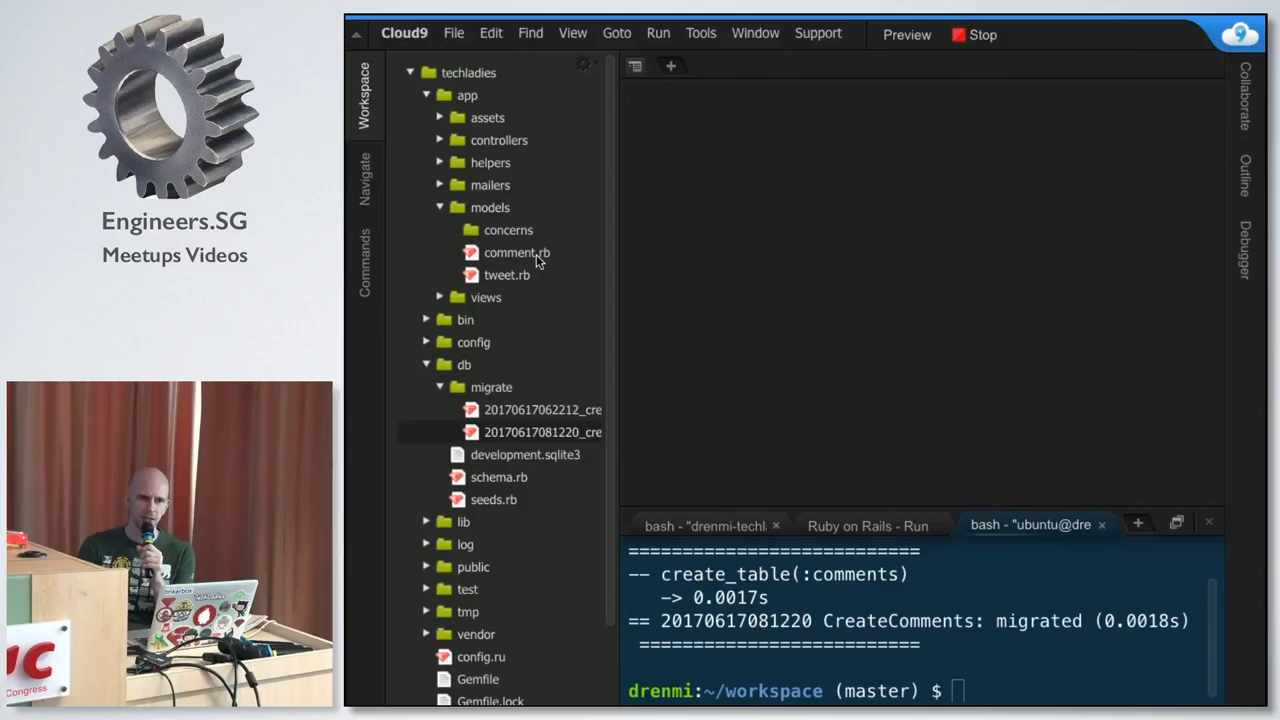 Engineers.SG
Meetups Videos
Cloud9 File Edit Find View Goto Run Tools Window Support Preview Stop
Workspace
Navigate
Commands
techladies
app
assets
controllers
helpers
mailers
models
concerns
comment.rb
tweet.rb
views
bin
config
db
migrate
20170617062212_cre
20170617081220_cre
development.sqlite3
schema.rb
seeds.rb
lib
log
public
test
tmp
vendor
config.ru
Gemfile
Gemfile.lock
Collaborate
Outline
Debugger
bash - "drenmi-techl Ruby on Rails - Run bash - "ubuntu@dre
===========================
-- create_table(:comments)
-> 0.0017s
== 20170617081220 CreateComments: migrated (0.0018s)
==========================
drenmi:~/workspace (master) $
tinkerbox
techladies
UC
Congress